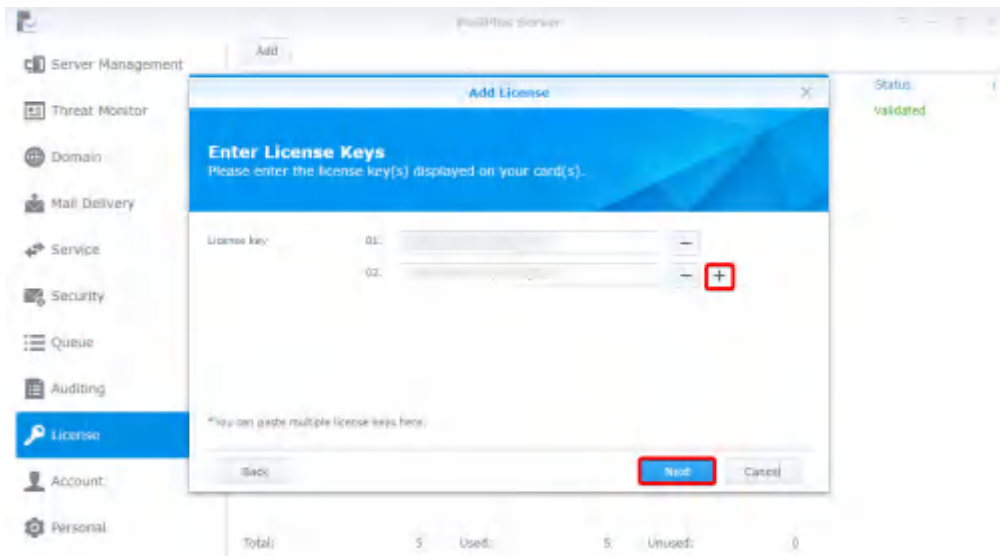 MailPlus Server
Add
Server Management
Threat Monitor
Domain
Mail Delivery
Service
Security
Queue
Auditing
License
Account
Personal
Status
Validated
Add License
Enter License Keys
Please enter the license key(s) displayed on your card(s).
License key: 01.
02.
*You can paste multiple license keys here.
Back Next Cancel
Total: 5 Used: 5 Unused: 0